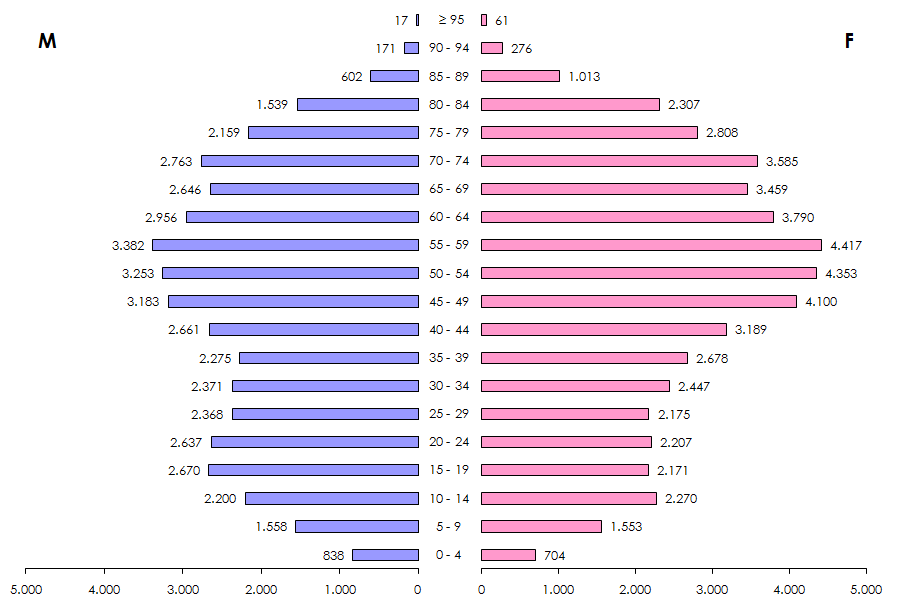 17 ≥ 95 61
M F
171 90 - 94 276
602 85 - 89 1.013
1.539 80 - 84 2.307
2.159 75 - 79 2.808
2.763 70 - 74 3.585
2.646 65 - 69 3.459
2.956 60 - 64 3.790
3.382 55 - 59 4.417
3.253 50 - 54 4.353
3.183 45 - 49 4.100
2.661 40 - 44 3.189
2.275 35 - 39 2.678
2.371 30 - 34 2.447
2.368 25 - 29 2.175
2.637 20 - 24 2.207
2.670 15 - 19 2.171
2.200 10 - 14 2.270
1.558 5 - 9 1.553
838 0 - 4 704
5.000 4.000 3.000 2.000 1.000 0 0 1.000 2.000 3.000 4.000 5.000